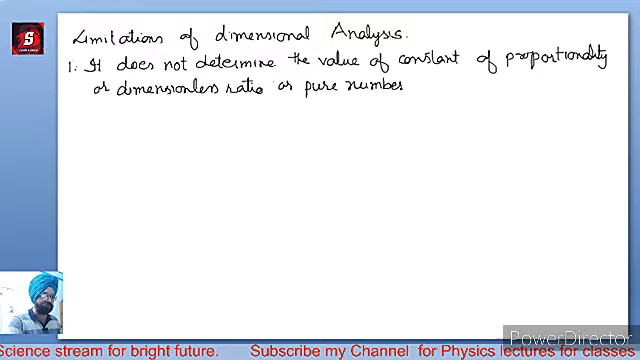 Limitations of dimensional Analysis.
1. It does not determine the value of constant of proportionality
or dimensionless ratio or pure number
S
PowerDirector
Science stream for bright future. Subscribe my Channel for Physics lectures for classes